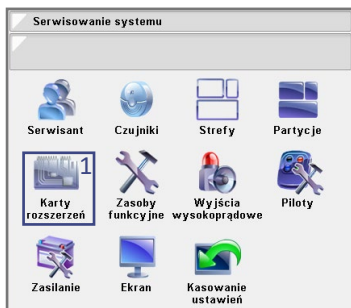 Serwisowanie systemu
Serwisant Czujniki Strefy Partycje
1
Karty Zasoby Wyjścia Piloty
rozszerzeń funkcyjne wysokoprądowe
Zasilanie Ekran Kasowanie
ustawień